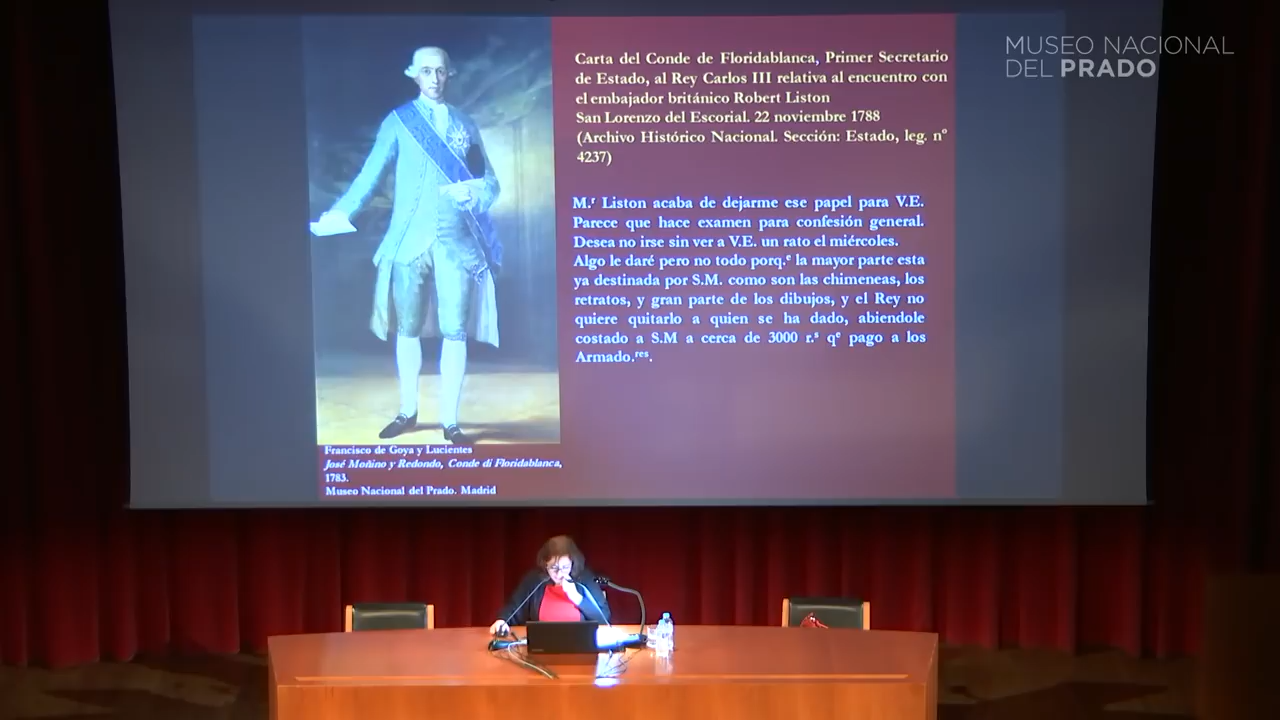 MUSEO NACIONAL
DEL PRADO
Carta del Conde de Floridablanca, Primer Secretario
de Estado, al Rey Carlos III relativa al encuentro con
el embajador británico Robert Liston
San Lorenzo del Escorial. 22 noviembre 1788
(Archivo Histórico Nacional. Sección: Estado, leg. nº
4237)
M.ʳ Liston acaba de dejarme ese papel para V.E.
Parece que hace examen para confesión general.
Desea no irse sin ver a V.E. un rato el miércoles.
Algo le daré pero no todo porq.ᵉ la mayor parte esta
ya destinada por S.M. como son las chimeneas, los
retratos, y gran parte de los dibujos, y el Rey no
quiere quitarlo a quien se ha dado, abiendole
costado a S.M a cerca de 3000 r.ˢ qᵉ pago a los
Armado.ʳᵉˢ.
Francisco de Goya y Lucientes
José Moñino y Redondo, Conde di Floridablanca,
1783.
Museo Nacional del Prado. Madrid